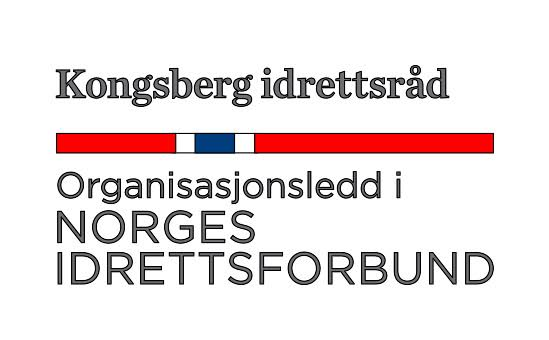 Kongsberg idrettsråd
Organisasjonsledd i
NORGES
IDRETTSFORBUND